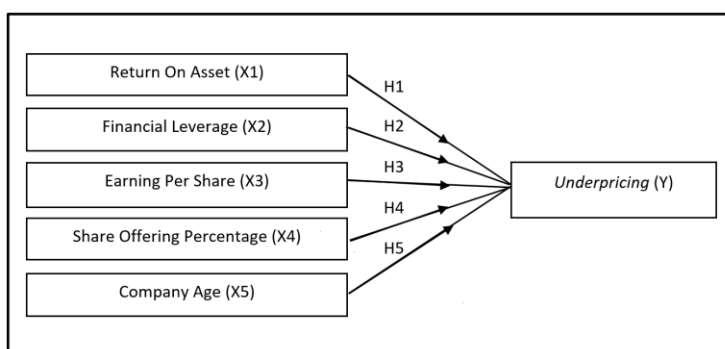 Return On Asset (X1)
H1
Financial Leverage (X2)
H2
Earning Per Share (X3)
H3
Underpricing (Y)
Share Offering Percentage (X4)
H4
Company Age (X5)
H5